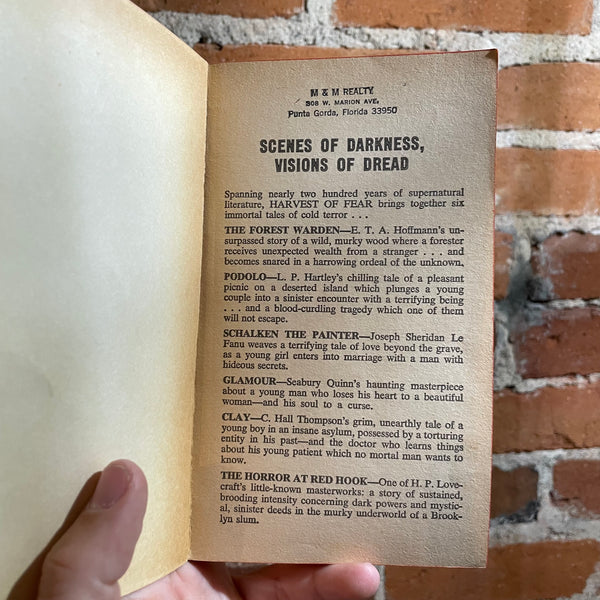 M & M REALTY
308 W. MARION AVE.
Punta Gorda, Florida 33950
SCENES OF DARKNESS,
VISIONS OF DREAD
Spanning nearly two hundred years of supernatural
literature, HARVEST OF FEAR brings together six
immortal tales of cold terror . . .
THE FOREST WARDEN—E. T. A. Hoffmann's un-
surpassed story of a wild, murky wood where a forester
receives unexpected wealth from a stranger . . . and
becomes snared in a harrowing ordeal of the unknown.
PODOLO—L. P. Hartley's chilling tale of a pleasant
picnic on a deserted island which plunges a young
couple into a sinister encounter with a terrifying being
. . . and a blood-curdling tragedy which one of them
will not escape.
SCHALKEN THE PAINTER—Joseph Sheridan Le
Fanu weaves a terrifying tale of love beyond the grave,
as a young girl enters into marriage with a man with
hideous secrets.
GLAMOUR—Seabury Quinn's haunting masterpiece
about a young man who loses his heart to a beautiful
woman—and his soul to a curse.
CLAY—C. Hall Thompson's grim, unearthly tale of a
young boy in an insane asylum, possessed by a torturing
entity in his past—and the doctor who learns things
about his young patient which no mortal man wants to
know.
THE HORROR AT RED HOOK—One of H. P. Love-
craft's little-known masterworks: a story of sustained,
brooding intensity concerning dark powers and mystic-
al, sinister deeds in the murky underworld of a Brook-
lyn slum.